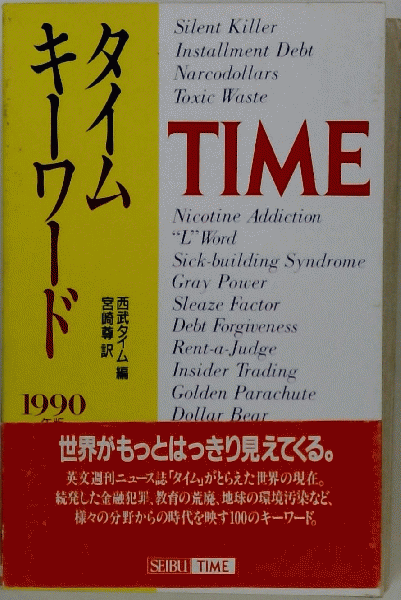 タイム
キーワード
西武タイム 編
宮崎尊 訳
1990
年版
Silent Killer
Installment Debt
Narcodollars
Toxic Waste
TIME
Nicotine Addiction
“L” Word
Sick-building Syndrome
Gray Power
Sleaze Factor
Debt Forgiveness
Rent-a-Judge
Insider Trading
Golden Parachute
Dollar Bear
世界がもっとはっきり見えてくる。
英文週刊ニュース誌「タイム」がとらえた世界の現在。
続発した金融犯罪、教育の荒廃、地球の環境汚染など、
様々の分野からの時代を映す100のキーワード。
SEIBU TIME